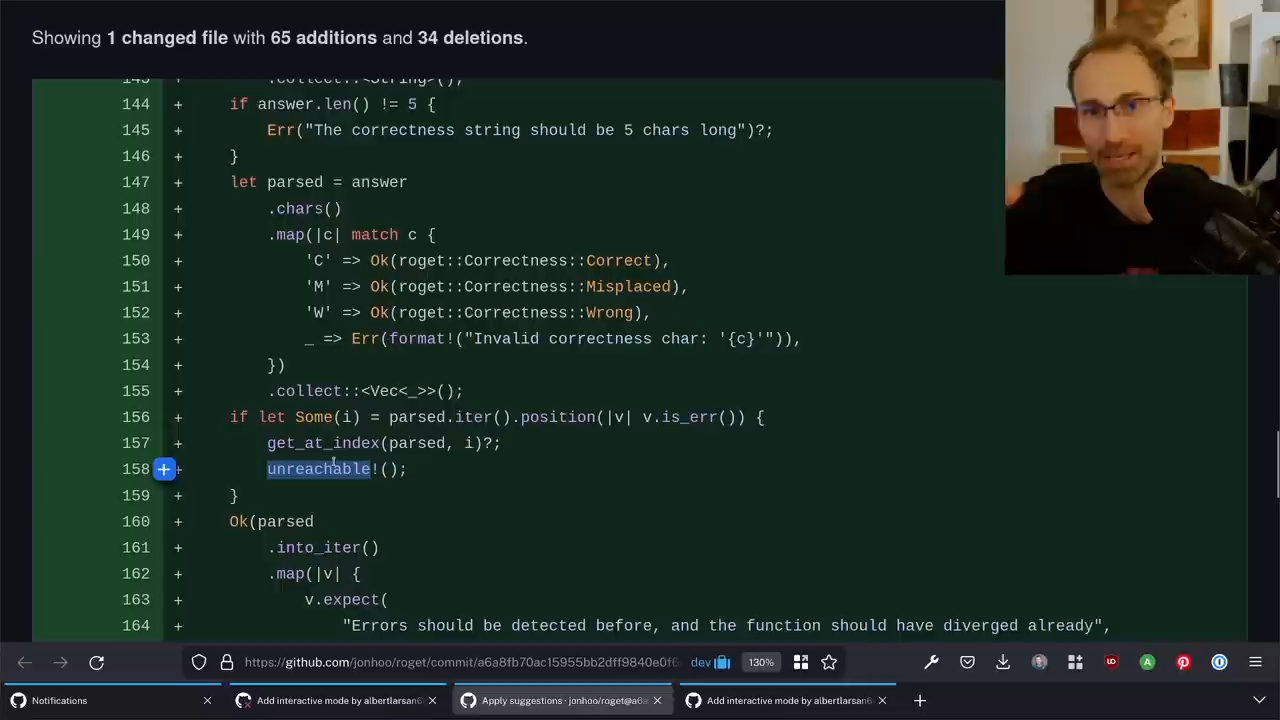 Showing 1 changed file with 65 additions and 34 deletions.
143 + .collect::<String>();
144 + if answer.len() != 5 {
145 + Err("The correctness string should be 5 chars long")?;
146 + }
147 + let parsed = answer
148 + .chars()
149 + .map(|c| match c {
150 + 'C' => Ok(roget::Correctness::Correct),
151 + 'M' => Ok(roget::Correctness::Misplaced),
152 + 'W' => Ok(roget::Correctness::Wrong),
153 + _ => Err(format!("Invalid correctness char: '{c}'")),
154 + })
155 + .collect::<Vec<_>>();
156 + if let Some(i) = parsed.iter().position(|v| v.is_err()) {
157 + get_at_index(parsed, i)?;
158 + unreachable!();
159 + }
160 + Ok(parsed
161 + .into_iter()
162 + .map(|v| {
163 + v.expect(
164 + "Errors should be detected before, and the function should have diverged already",
https://github.com/jonhoo/roget/commit/a6a8fb70ac15955bb2dff9840e0f6 dev 130%
Notifications
Add interactive mode by albertlarsan6
Apply suggestions · jonhoo/roget@a6a
Add interactive mode by albertlarsan6